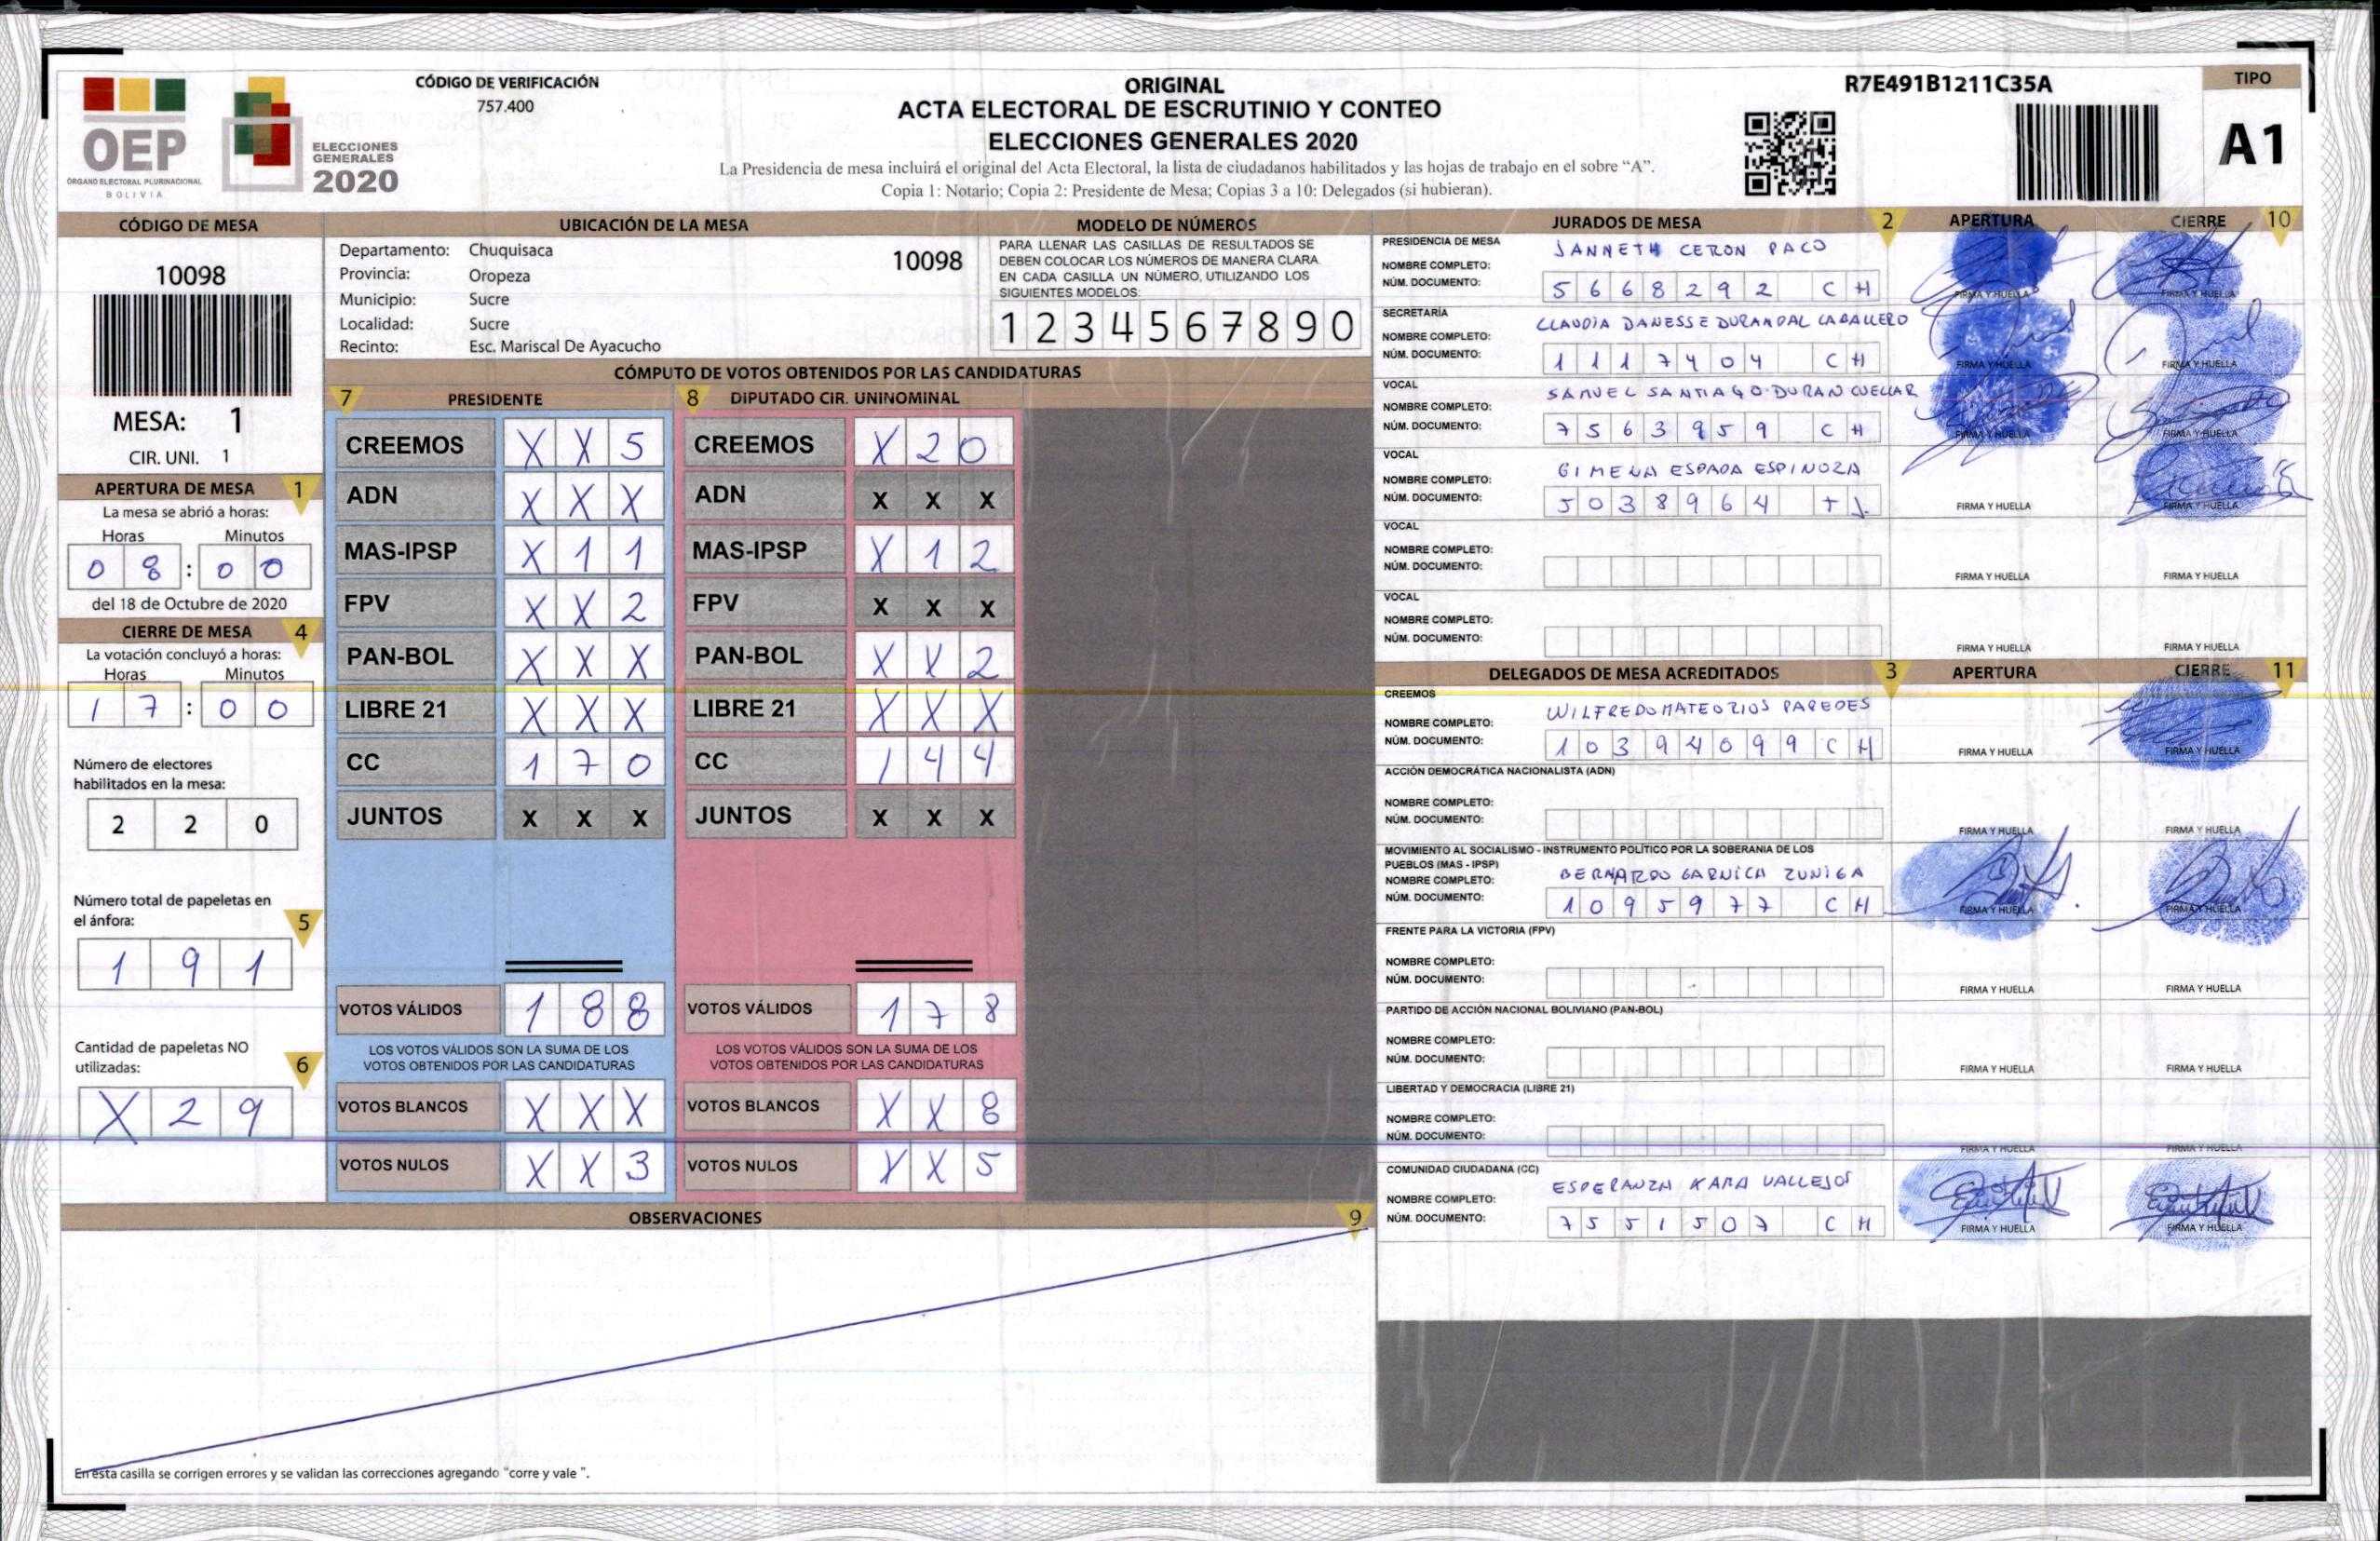 CÓDIGO DE VERIFICACIÓN
757.400
OEP
ÓRGANO ELECTORAL PLURINACIONAL
BOLIVIA
ELECCIONES
GENERALES
2020
ORIGINAL
ACTA ELECTORAL DE ESCRUTINIO Y CONTEO
ELECCIONES GENERALES 2020
La Presidencia de mesa incluirá el original del Acta Electoral, la lista de ciudadanos habilitados y las hojas de trabajo en el sobre “A”.
Copia 1: Notario; Copia 2: Presidente de Mesa; Copias 3 a 10: Delegados (si hubieran).
R7E491B1211C35A
TIPO
A1
CÓDIGO DE MESA
10098
MESA: 1
CIR. UNI. 1
APERTURA DE MESA 1
La mesa se abrió a horas:
Horas Minutos
0 8 : 0 0
del 18 de Octubre de 2020
CIERRE DE MESA 4
La votación concluyó a horas:
Horas Minutos
1 7 : 0 0
Número de electores
habilitados en la mesa:
2 2 0
Número total de papeletas en
el ánfora: 5
1 9 1
Cantidad de papeletas NO
utilizadas: 6
X 2 9
UBICACIÓN DE LA MESA
Departamento: Chuquisaca
Provincia: Oropeza
Municipio: Sucre
Localidad: Sucre
Recinto: Esc. Mariscal De Ayacucho
10098
MODELO DE NÚMEROS
PARA LLENAR LAS CASILLAS DE RESULTADOS SE
DEBEN COLOCAR LOS NÚMEROS DE MANERA CLARA
EN CADA CASILLA UN NÚMERO, UTILIZANDO LOS
SIGUIENTES MODELOS:
1 2 3 4 5 6 7 8 9 0
CÓMPUTO DE VOTOS OBTENIDOS POR LAS CANDIDATURAS
7 PRESIDENTE
CREEMOS X X 5
ADN X X X
MAS-IPSP X 1 1
FPV X X 2
PAN-BOL X X X
LIBRE 21 X X X
CC 1 7 0
JUNTOS X X X
VOTOS VÁLIDOS 1 8 8
LOS VOTOS VÁLIDOS SON LA SUMA DE LOS
VOTOS OBTENIDOS POR LAS CANDIDATURAS
VOTOS BLANCOS X X X
VOTOS NULOS X X 3
8 DIPUTADO CIR. UNINOMINAL
CREEMOS X 2 0
ADN X X X
MAS-IPSP X 1 2
FPV X X X
PAN-BOL X X 2
LIBRE 21 X X X
CC 1 4 4
JUNTOS X X X
VOTOS VÁLIDOS 1 7 8
LOS VOTOS VÁLIDOS SON LA SUMA DE LOS
VOTOS OBTENIDOS POR LAS CANDIDATURAS
VOTOS BLANCOS X X 8
VOTOS NULOS X X 5
OBSERVACIONES 9
En esta casilla se corrigen errores y se validan las correcciones agregando "corre y vale ".
JURADOS DE MESA 2 APERTURA CIERRE 10
PRESIDENCIA DE MESA
NOMBRE COMPLETO: JANNETH CERON PACO
NÚM. DOCUMENTO: 5 6 6 8 2 9 2 C H
FIRMA Y HUELLA FIRMA Y HUELLA
SECRETARÍA
NOMBRE COMPLETO: CLAUDIA DANESSE DURANDAL CABALLERO
NÚM. DOCUMENTO: 1 1 1 7 4 0 4 C H
FIRMA Y HUELLA FIRMA Y HUELLA
VOCAL
NOMBRE COMPLETO: SAMUEL SANTIAGO DURAN CUELLAR
NÚM. DOCUMENTO: 7 5 6 3 9 5 9 C H
FIRMA Y HUELLA FIRMA Y HUELLA
VOCAL
NOMBRE COMPLETO: GIMENA ESPADA ESPINOZA
NÚM. DOCUMENTO: 5 0 3 8 9 6 4 T J.
FIRMA Y HUELLA FIRMA Y HUELLA
VOCAL
NOMBRE COMPLETO:
NÚM. DOCUMENTO:
FIRMA Y HUELLA FIRMA Y HUELLA
VOCAL
NOMBRE COMPLETO:
NÚM. DOCUMENTO:
FIRMA Y HUELLA FIRMA Y HUELLA
DELEGADOS DE MESA ACREDITADOS 3 APERTURA CIERRE 11
CREEMOS
NOMBRE COMPLETO: WILFREDO MATEO RIOS PAREDES
NÚM. DOCUMENTO: 1 0 3 9 4 0 9 9 C H
FIRMA Y HUELLA FIRMA Y HUELLA
ACCIÓN DEMOCRÁTICA NACIONALISTA (ADN)
NOMBRE COMPLETO:
NÚM. DOCUMENTO:
FIRMA Y HUELLA FIRMA Y HUELLA
MOVIMIENTO AL SOCIALISMO - INSTRUMENTO POLÍTICO POR LA SOBERANIA DE LOS
PUEBLOS (MAS - IPSP)
NOMBRE COMPLETO: BERNARDO GARNICA ZUNIGA
NÚM. DOCUMENTO: 1 0 9 5 9 7 7 C H
FIRMA Y HUELLA FIRMA Y HUELLA
FRENTE PARA LA VICTORIA (FPV)
NOMBRE COMPLETO:
NÚM. DOCUMENTO:
FIRMA Y HUELLA FIRMA Y HUELLA
PARTIDO DE ACCIÓN NACIONAL BOLIVIANO (PAN-BOL)
NOMBRE COMPLETO:
NÚM. DOCUMENTO:
FIRMA Y HUELLA FIRMA Y HUELLA
LIBERTAD Y DEMOCRACIA (LIBRE 21)
NOMBRE COMPLETO:
NÚM. DOCUMENTO:
FIRMA Y HUELLA FIRMA Y HUELLA
COMUNIDAD CIUDADANA (CC)
NOMBRE COMPLETO: ESPERANZA KARA VALLEJOS
NÚM. DOCUMENTO: 7 5 5 1 5 0 7 C H
FIRMA Y HUELLA FIRMA Y HUELLA